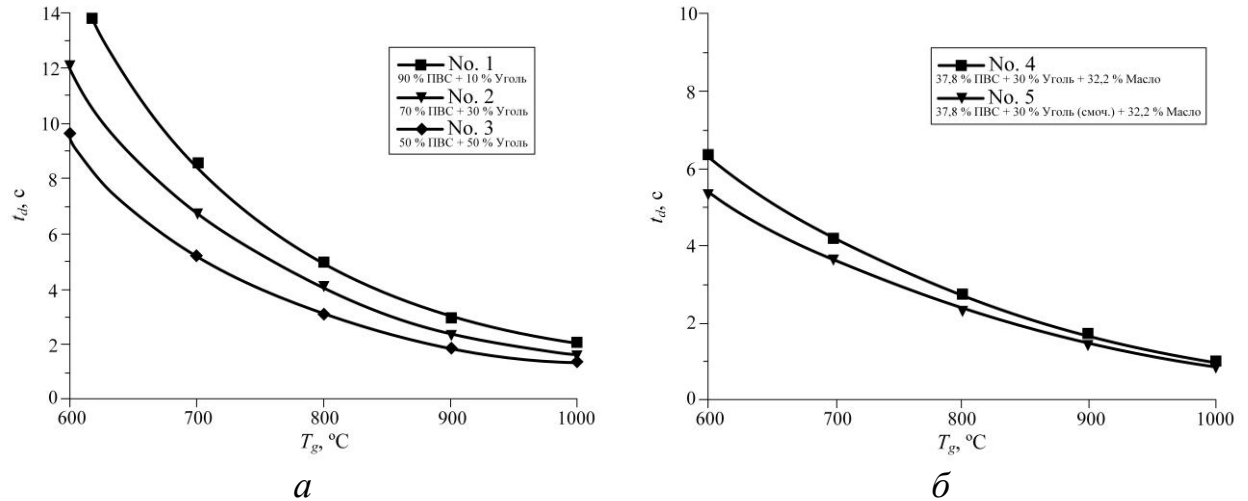 14
12
10
8
6
4
2
0
t_d, с
600
700
800
900
1000
T_g, °C
No. 1
90 % ПВС + 10 % Уголь
No. 2
70 % ПВС + 30 % Уголь
No. 3
50 % ПВС + 50 % Уголь
а
10
8
6
4
2
0
t_d, с
600
700
800
900
1000
T_g, °C
No. 4
37,8 % ПВС + 30 % Уголь + 32,2 % Масло
No. 5
37,8 % ПВС + 30 % Уголь (смоч.) + 32,2 % Масло
б